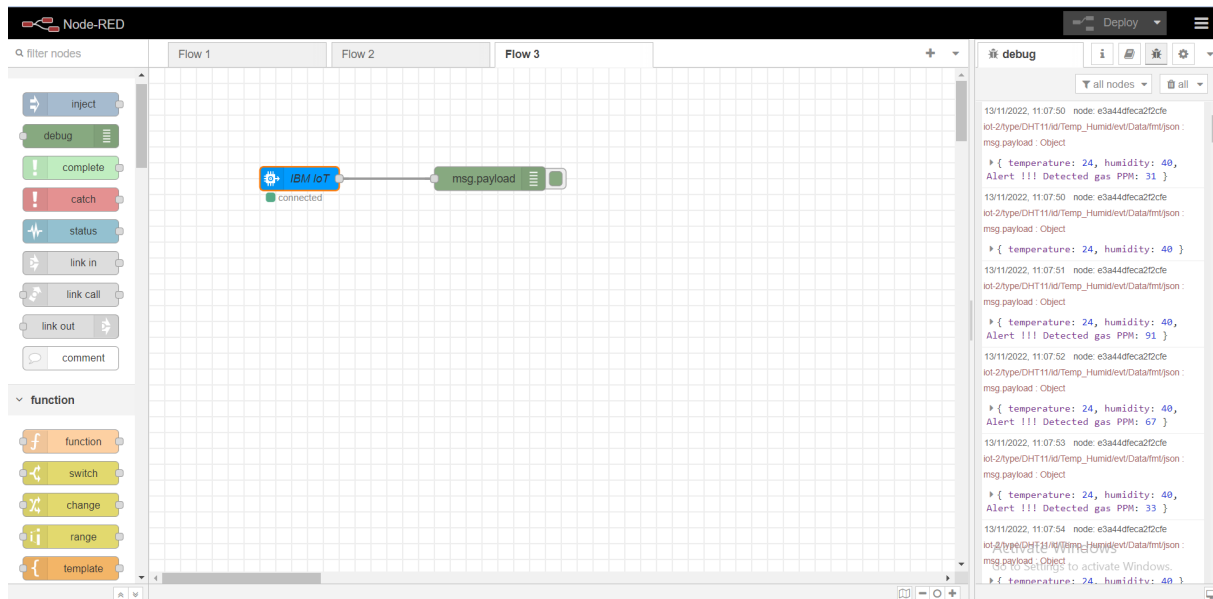 Node-RED
Deploy
filter nodes
Flow 1
Flow 2
Flow 3
debug
i
all nodes
all
inject
debug
complete
catch
status
link in
link call
link out
comment
function
function
switch
change
range
template
IBM IoT
connected
msg.payload
13/11/2022, 11:07:50 node: e3a44dfeca2f2cfe
iot-2/type/DHT11/id/Temp_Humid/evt/Data/fmt/json :
msg.payload : Object
{ temperature: 24, humidity: 40,
Alert !!! Detected gas PPM: 31 }
13/11/2022, 11:07:50 node: e3a44dfeca2f2cfe
iot-2/type/DHT11/id/Temp_Humid/evt/Data/fmt/json :
msg.payload : Object
{ temperature: 24, humidity: 40 }
13/11/2022, 11:07:51 node: e3a44dfeca2f2cfe
iot-2/type/DHT11/id/Temp_Humid/evt/Data/fmt/json :
msg.payload : Object
{ temperature: 24, humidity: 40,
Alert !!! Detected gas PPM: 91 }
13/11/2022, 11:07:52 node: e3a44dfeca2f2cfe
iot-2/type/DHT11/id/Temp_Humid/evt/Data/fmt/json :
msg.payload : Object
{ temperature: 24, humidity: 40,
Alert !!! Detected gas PPM: 67 }
13/11/2022, 11:07:53 node: e3a44dfeca2f2cfe
iot-2/type/DHT11/id/Temp_Humid/evt/Data/fmt/json :
msg.payload : Object
{ temperature: 24, humidity: 40,
Alert !!! Detected gas PPM: 33 }
13/11/2022, 11:07:54 node: e3a44dfeca2f2cfe
iot-2/type/DHT11/id/Temp_Humid/evt/Data/fmt/json :
Activate Windows
msg.payload : Object
Go to Settings to activate Windows.
{ temperature: 24, humidity: 40 }